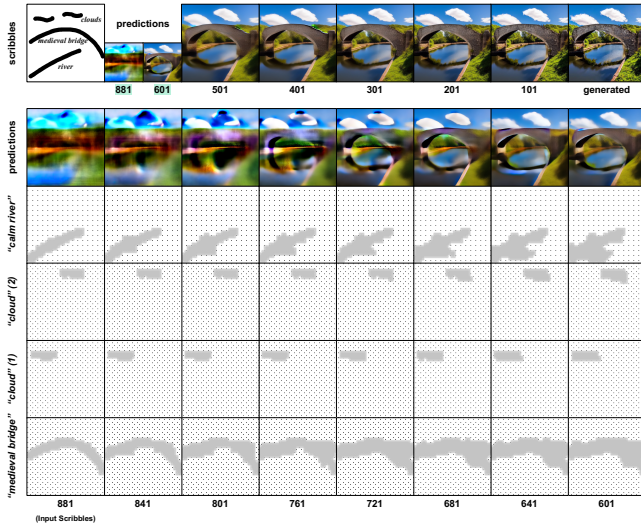 scribbles
clouds
medieval bridge
river
predictions
881 601 501 401 301 201 101 generated
predictions
"calm river"
"cloud" (2)
"cloud" (1)
"medieval bridge"
881 841 801 761 721 681 641 601
(Input Scribbles)